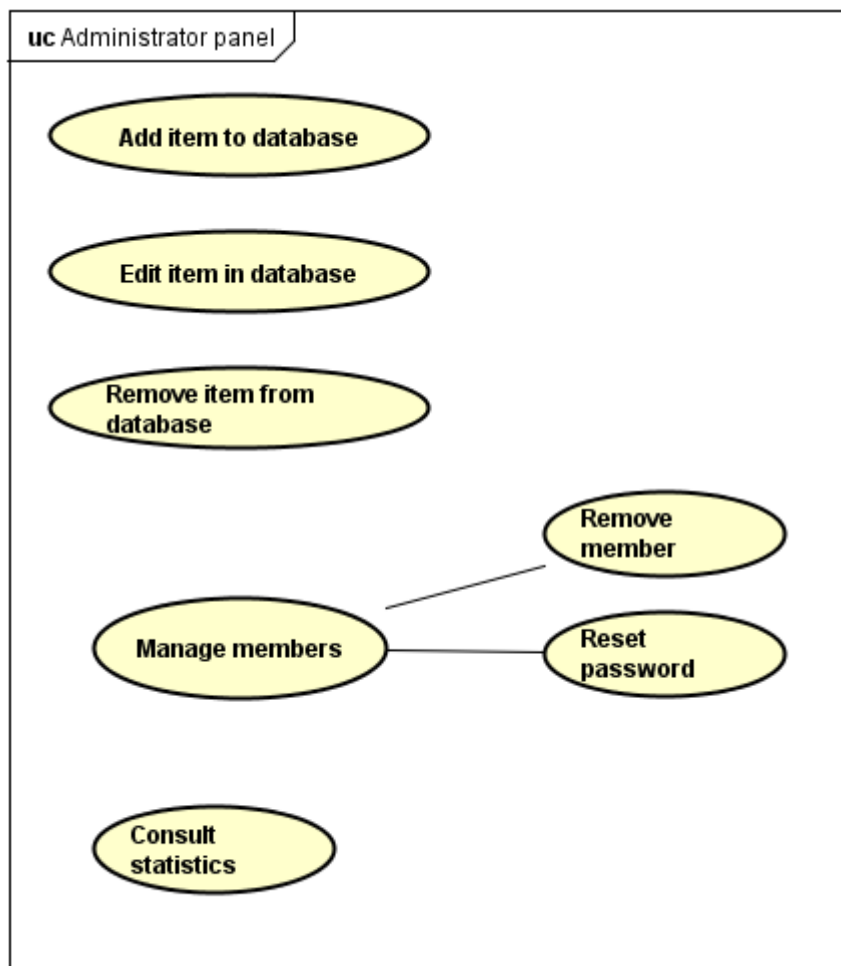 uc Administrator panel
Add item to database
Edit item in database
Remove item from
database
Remove
member
Manage members
Reset
password
Consult
statistics